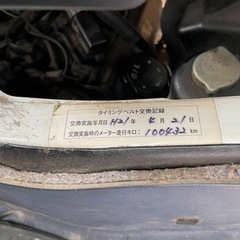 タイミングベルト交換記録
交換実施年月日 H21年 4月 21日
交換実施時のメーター走行キロ: 100432 km